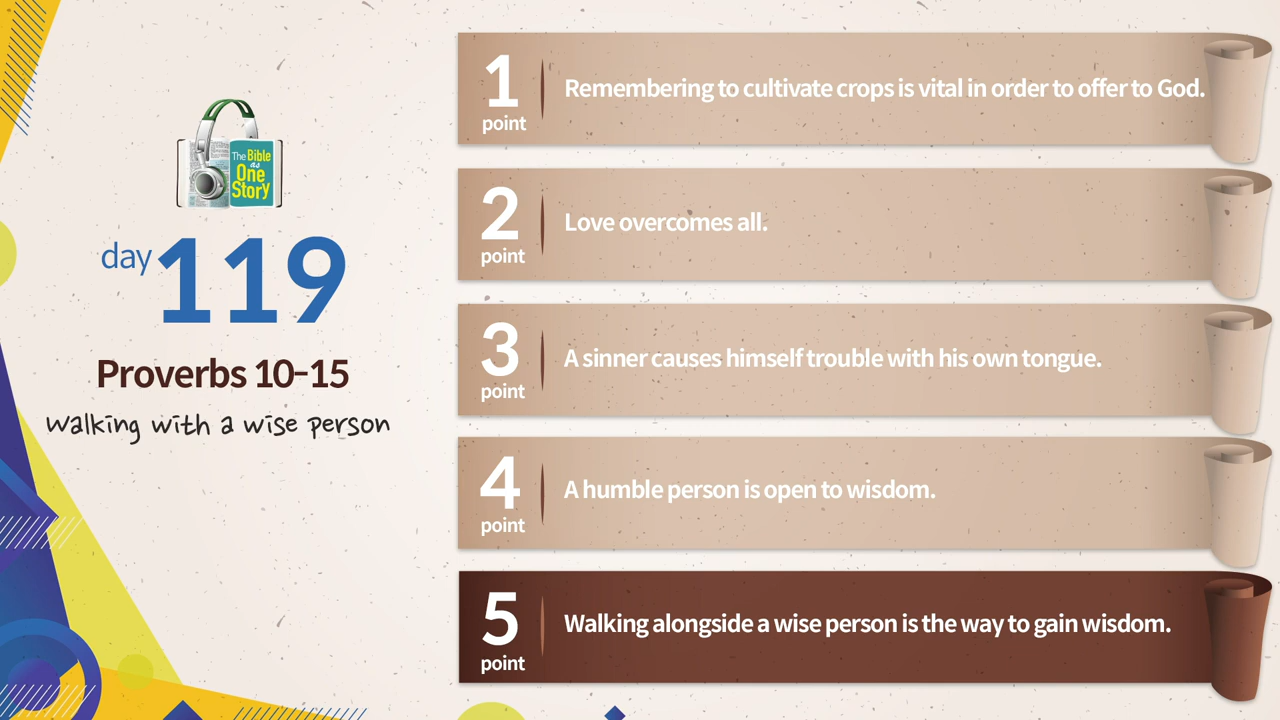 The Bible
as
One
Story
day 119
Proverbs 10-15
Walking with a wise person
1
point
Remembering to cultivate crops is vital in order to offer to God.
2
point
Love overcomes all.
3
point
A sinner causes himself trouble with his own tongue.
4
point
A humble person is open to wisdom.
5
point
Walking alongside a wise person is the way to gain wisdom.